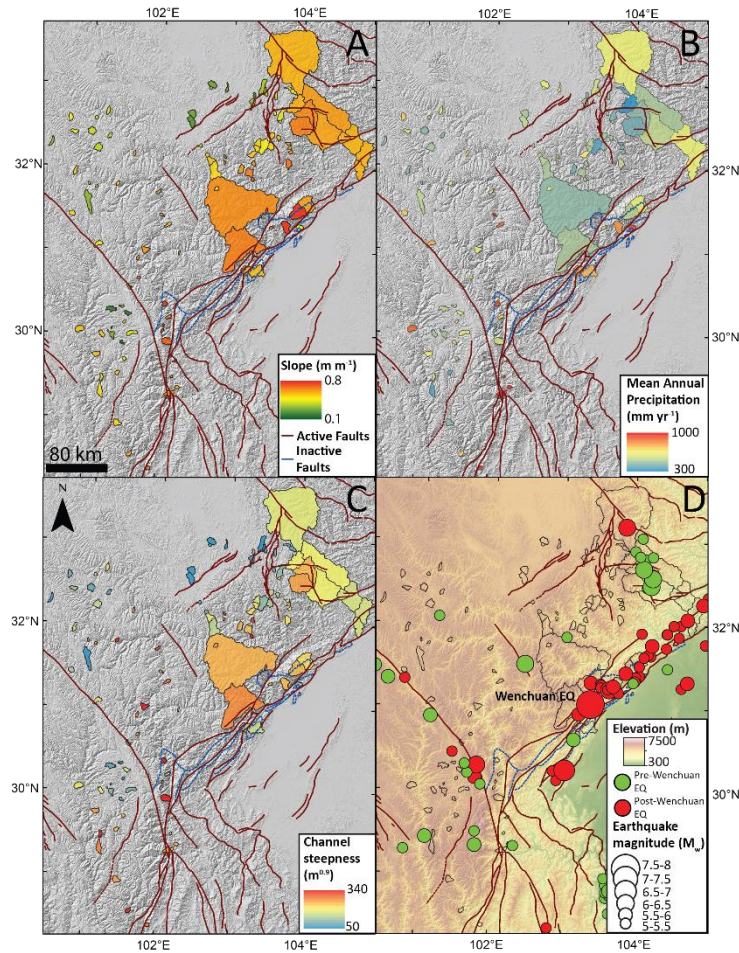 102°E
104°E
102°E
104°E
A
B
32°N
32°N
30°N
30°N
Slope (m m⁻¹)
0.8
0.1
Active Faults
Inactive
Faults
80 km
Mean Annual
Precipitation
(mm yr⁻¹)
1000
300
N
C
D
32°N
32°N
Wenchuan EQ
30°N
30°N
Channel
steepness
(m⁰·⁹)
340
50
Elevation (m)
7500
300
Pre-Wenchuan
EQ
Post-Wenchuan
EQ
Earthquake
magnitude (Mw)
7.5-8
7-7.5
6.5-7
6-6.5
5.5-6
5-5.5
102°E
104°E
102°E
104°E